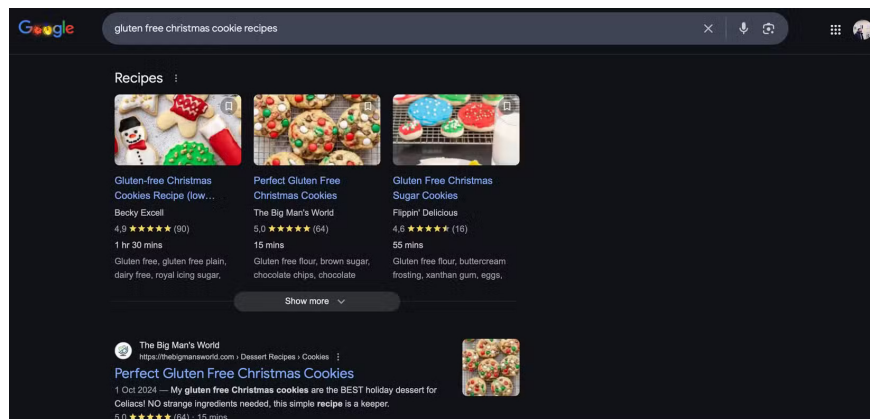 Google
gluten free christmas cookie recipes
Recipes
Gluten-free Christmas
Cookies Recipe (low...
Becky Excell
4,9 ★★★★★ (90)
1 hr 30 mins
Gluten free, gluten free plain,
dairy free, royal icing sugar,
Perfect Gluten Free
Christmas Cookies
The Big Man's World
5,0 ★★★★★ (64)
15 mins
Gluten free flour, brown sugar,
chocolate chips, chocolate
Gluten Free Christmas
Sugar Cookies
Flippin' Delicious
4,6 ★★★★★ (16)
55 mins
Gluten free flour, buttercream
frosting, xanthan gum, eggs,
Show more
The Big Man's World
https://thebigmansworld.com › Dessert Recipes › Cookies
Perfect Gluten Free Christmas Cookies
1 Oct 2024 — My gluten free Christmas cookies are the BEST holiday dessert for
Celiacs! NO strange ingredients needed, this simple recipe is a keeper.
5,0 ★★★★★ (64) · 15 mins